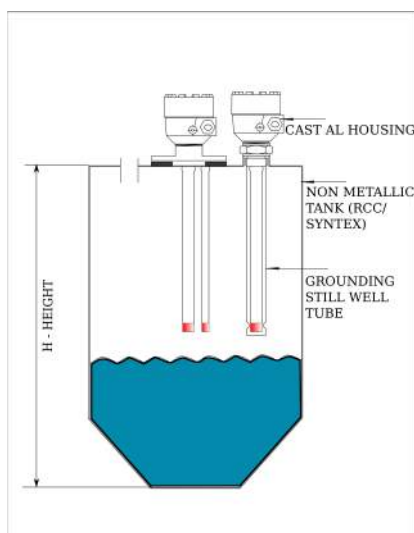 CAST AL HOUSING
NON METALLIC
TANK (RCC/
SYNTEX)
GROUNDING
STILL WELL
TUBE
H - HEIGHT